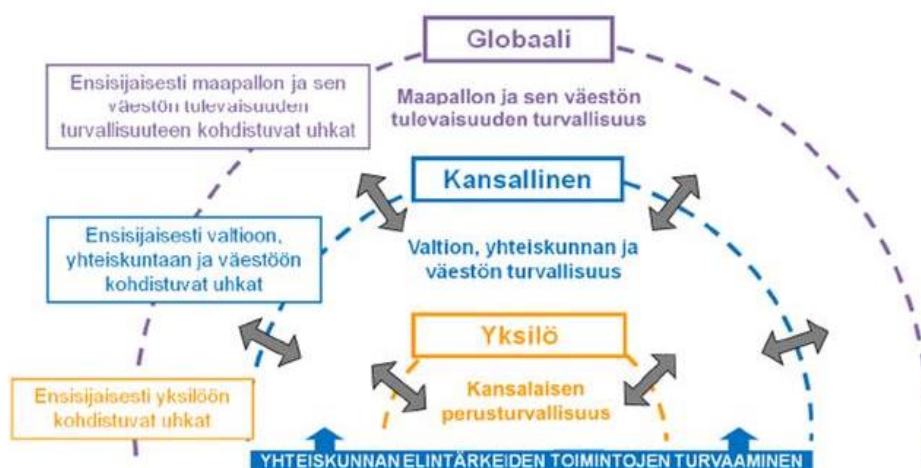 Globaali
Ensisijaisesti maapallon ja sen
väestön tulevaisuuden
turvallisuuteen kohdistuvat uhkat
Maapallon ja sen väestön
tulevaisuuden turvallisuus
Kansallinen
Ensisijaisesti valtioon,
yhteiskuntaan ja väestöön
kohdistuvat uhkat
Valtion, yhteiskunnan ja
väestön turvallisuus
Yksilö
Ensisijaisesti yksilöön
kohdistuvat uhkat
Kansalaisen
perusturvallisuus
YHTEISKUNNAN ELINTÄRKEIDEN TOIMINTOJEN TURVAAMINEN